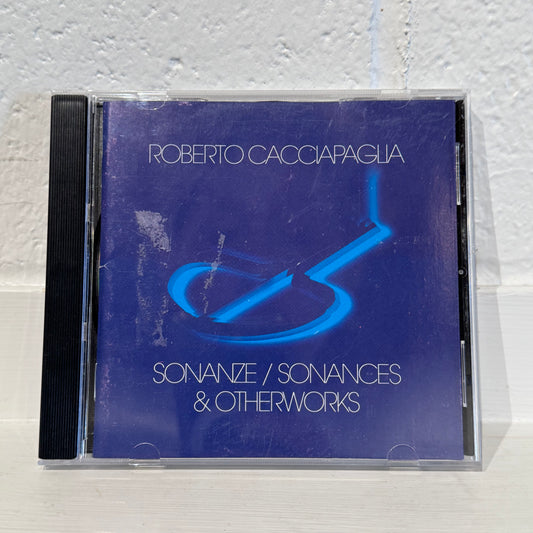 ROBERTO CACCIAPAGLIA
SONANZE / SONANCES
& OTHERWORKS